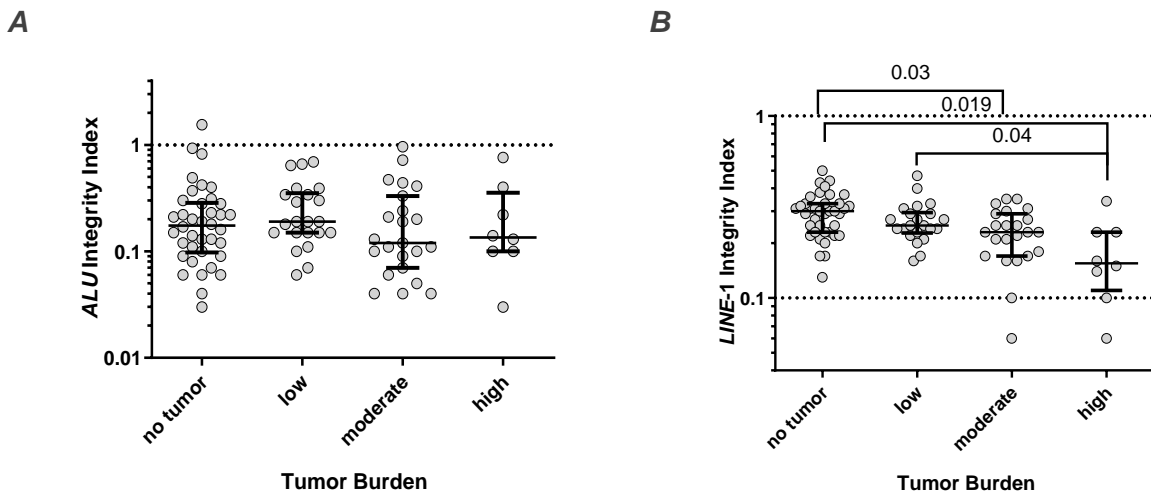 A
ALU Integrity Index
1
0.1
0.01
no tumor
low
moderate
high
Tumor Burden
B
0.03
0.019
0.04
LINE-1 Integrity Index
1
0.1
no tumor
low
moderate
high
Tumor Burden